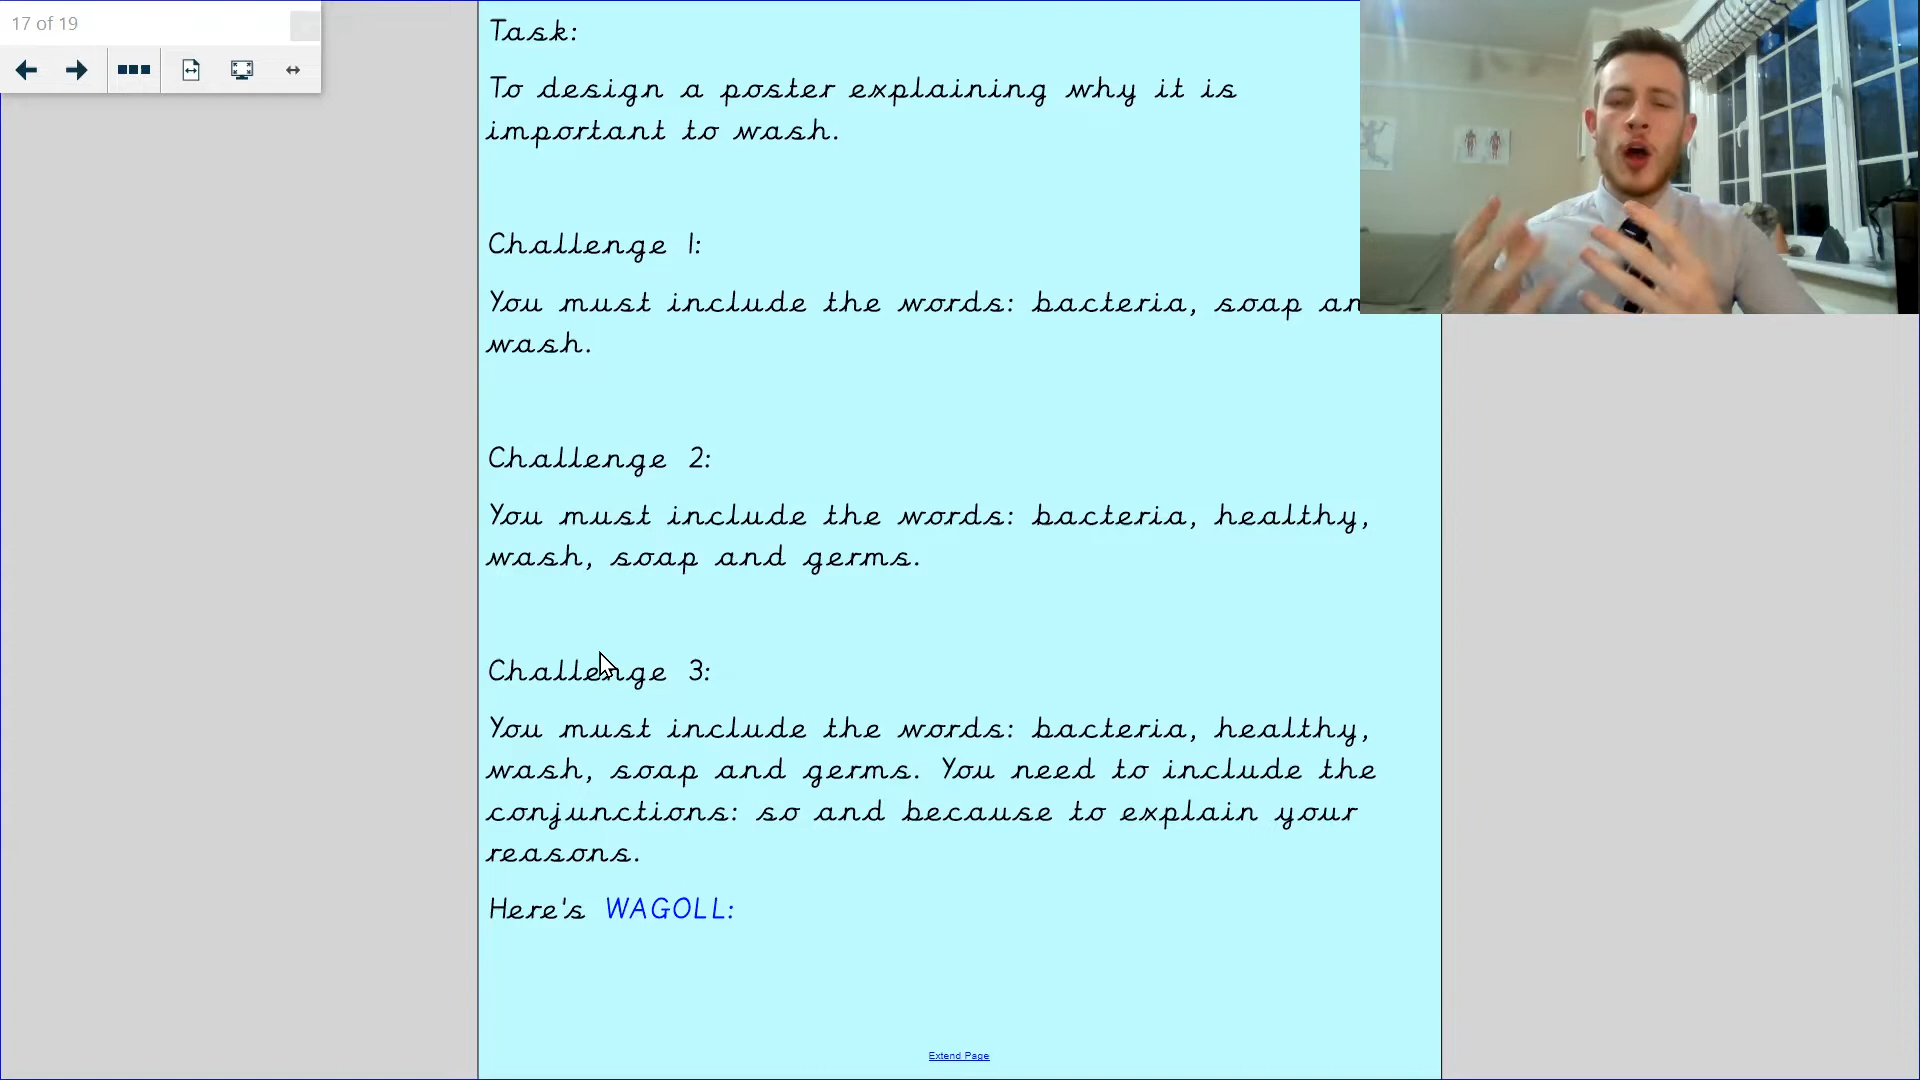 17 of 19
Task:
To design a poster explaining why it is
important to wash.
Challenge 1:
You must include the words: bacteria, soap an
wash.
Challenge 2:
You must include the words: bacteria, healthy,
wash, soap and germs.
Challenge 3:
You must include the words: bacteria, healthy,
wash, soap and germs. You need to include the
conjunctions: so and because to explain your
reasons.
Here's WAGOLL:
Extend Page